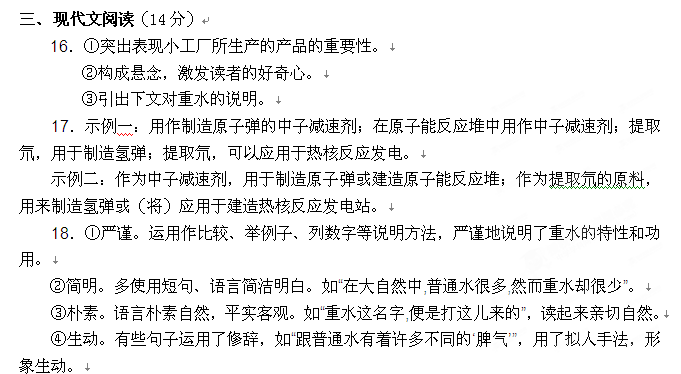 三、现代文阅读（14 分）
16．①突出表现小工厂所生产的产品的重要性。
②构成悬念，激发读者的好奇心。
③引出下文对重水的说明。
17．示例一：用作制造原子弹的中子减速剂；在原子能反应堆中用作中子减速剂；提取
氘，用于制造氢弹；提取氘，可以应用于热核反应发电。
示例二：作为中子减速剂，用于制造原子弹或建造原子能反应堆；作为提取氘的原料，
用来制造氢弹或（将）应用于建造热核反应发电站。
18．①严谨。运用作比较、举例子、列数字等说明方法，严谨地说明了重水的特性和功
用。
②简明。多使用短句、语言简洁明白。如“在大自然中,普通水很多,然而重水却很少”。
③朴素。语言朴素自然，平实客观。如“重水这名字,便是打这儿来的”，读起来亲切自然。
④生动。有些句子运用了修辞，如“跟普通水有着许多不同的‘脾气’”，用了拟人手法，形
象生动。